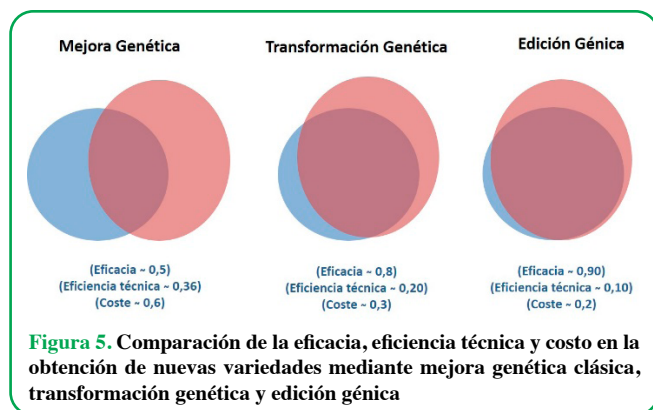 Mejora Genética
Transformación Genética
Edición Génica
(Eficacia ~ 0,5)
(Eficiencia técnica ~ 0,36)
(Coste ~ 0,6)
(Eficacia ~ 0,8)
(Eficiencia técnica ~ 0,20)
(Coste ~ 0,3)
(Eficacia ~ 0,90)
(Eficiencia técnica ~ 0,10)
(Coste ~ 0,2)
Figura 5. Comparación de la eficacia, eficiencia técnica y costo en la
obtención de nuevas variedades mediante mejora genética clásica,
transformación genética y edición génica